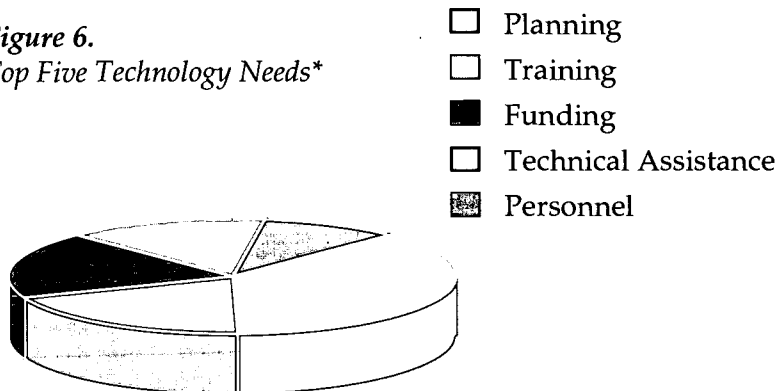 igure 6.
op Five Technology Needs*
Planning
Training
Funding
Technical Assistance
Personnel